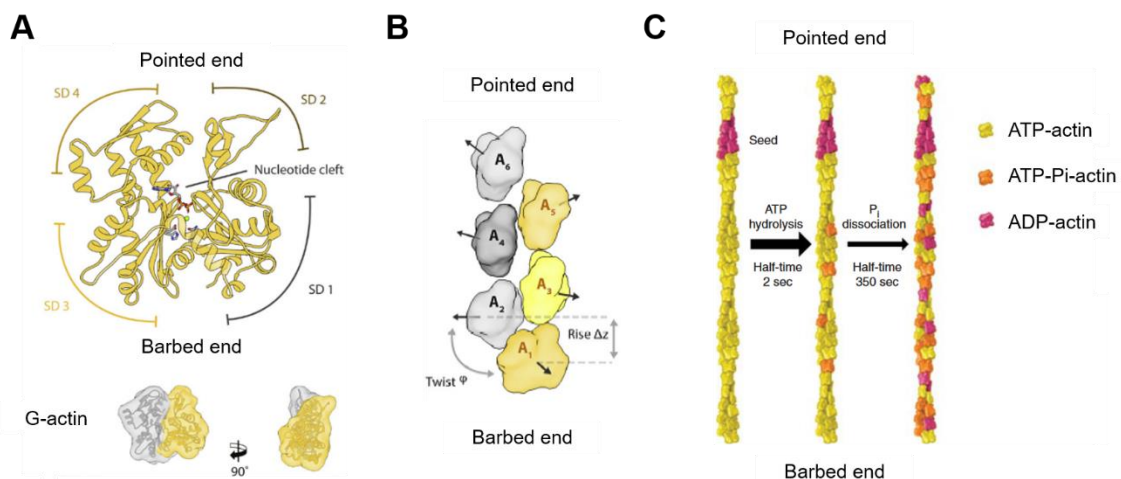 A
Pointed end
SD 4
SD 2
Nucleotide cleft
SD 3
SD 1
Barbed end
G-actin
90°
B
Pointed end
A6
A5
A4
A3
A2
Rise Δz
A1
Twist φ
Barbed end
C
Pointed end
Seed
ATP
hydrolysis
Half-time
2 sec
Pi
dissociation
Half-time
350 sec
ATP-actin
ATP-Pi-actin
ADP-actin
Barbed end